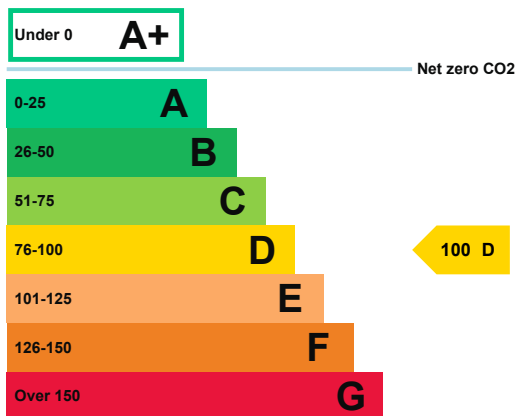 Under 0 A+
Net zero CO2
0-25 A
26-50 B
51-75 C
76-100 D
100 D
101-125 E
126-150 F
Over 150 G